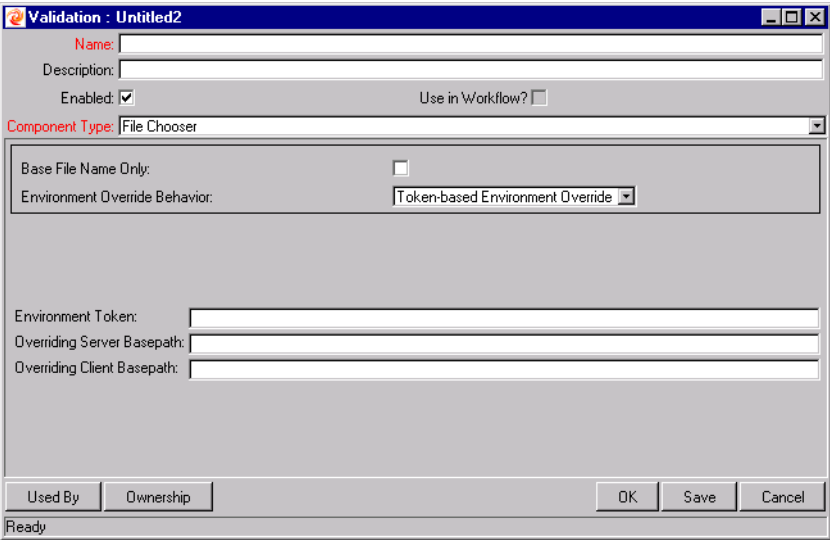 Validation : Untitled2
Name:
Description:
Enabled: Use in Workflow?
Component Type: File Chooser
Base File Name Only:
Environment Override Behavior: Token-based Environment Override
Environment Token:
Overriding Server Basepath:
Overriding Client Basepath:
Used By Ownership OK Save Cancel
Ready